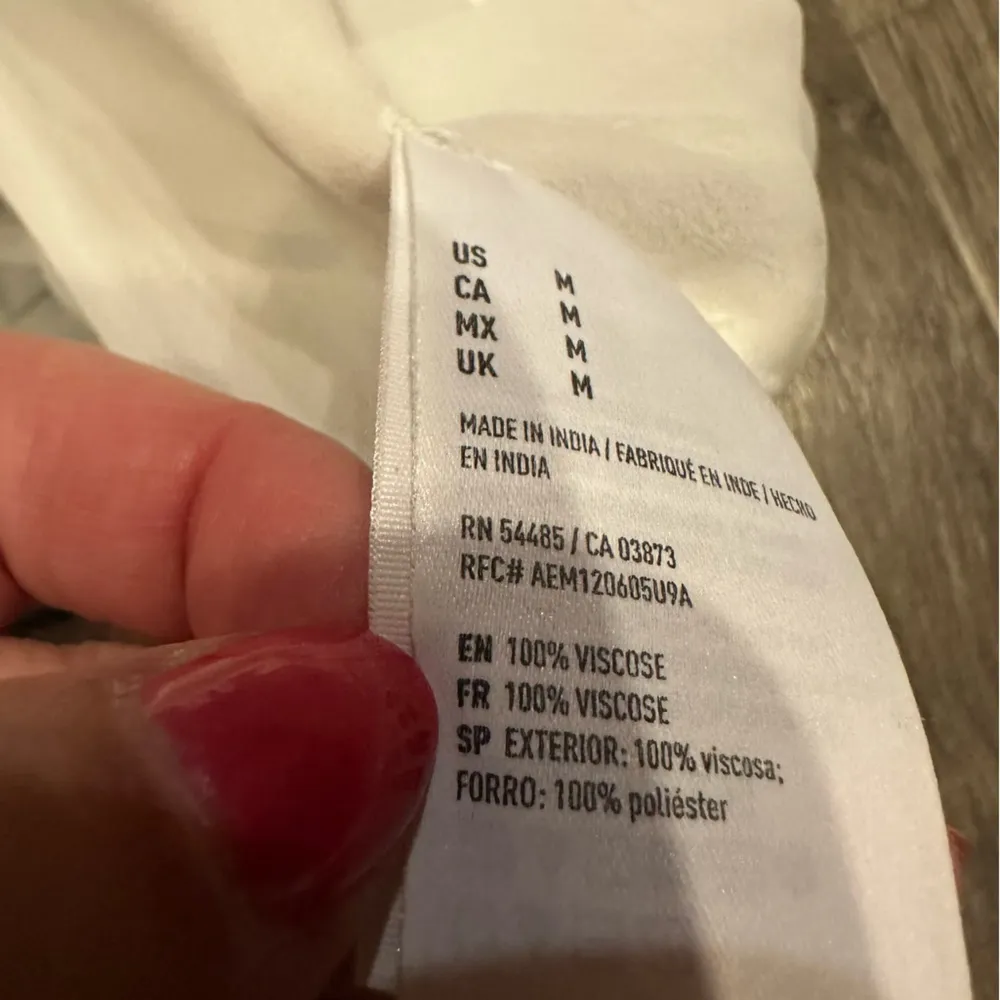 US M
CA M
MX M
UK M
MADE IN INDIA / FABRIQUÉ EN INDE / HECHO
EN INDIA
RN 54485 / CA 03873
RFC# AEM120605U9A
EN 100% VISCOSE
FR 100% VISCOSE
SP EXTERIOR: 100% viscosa;
FORRO: 100% poliéster